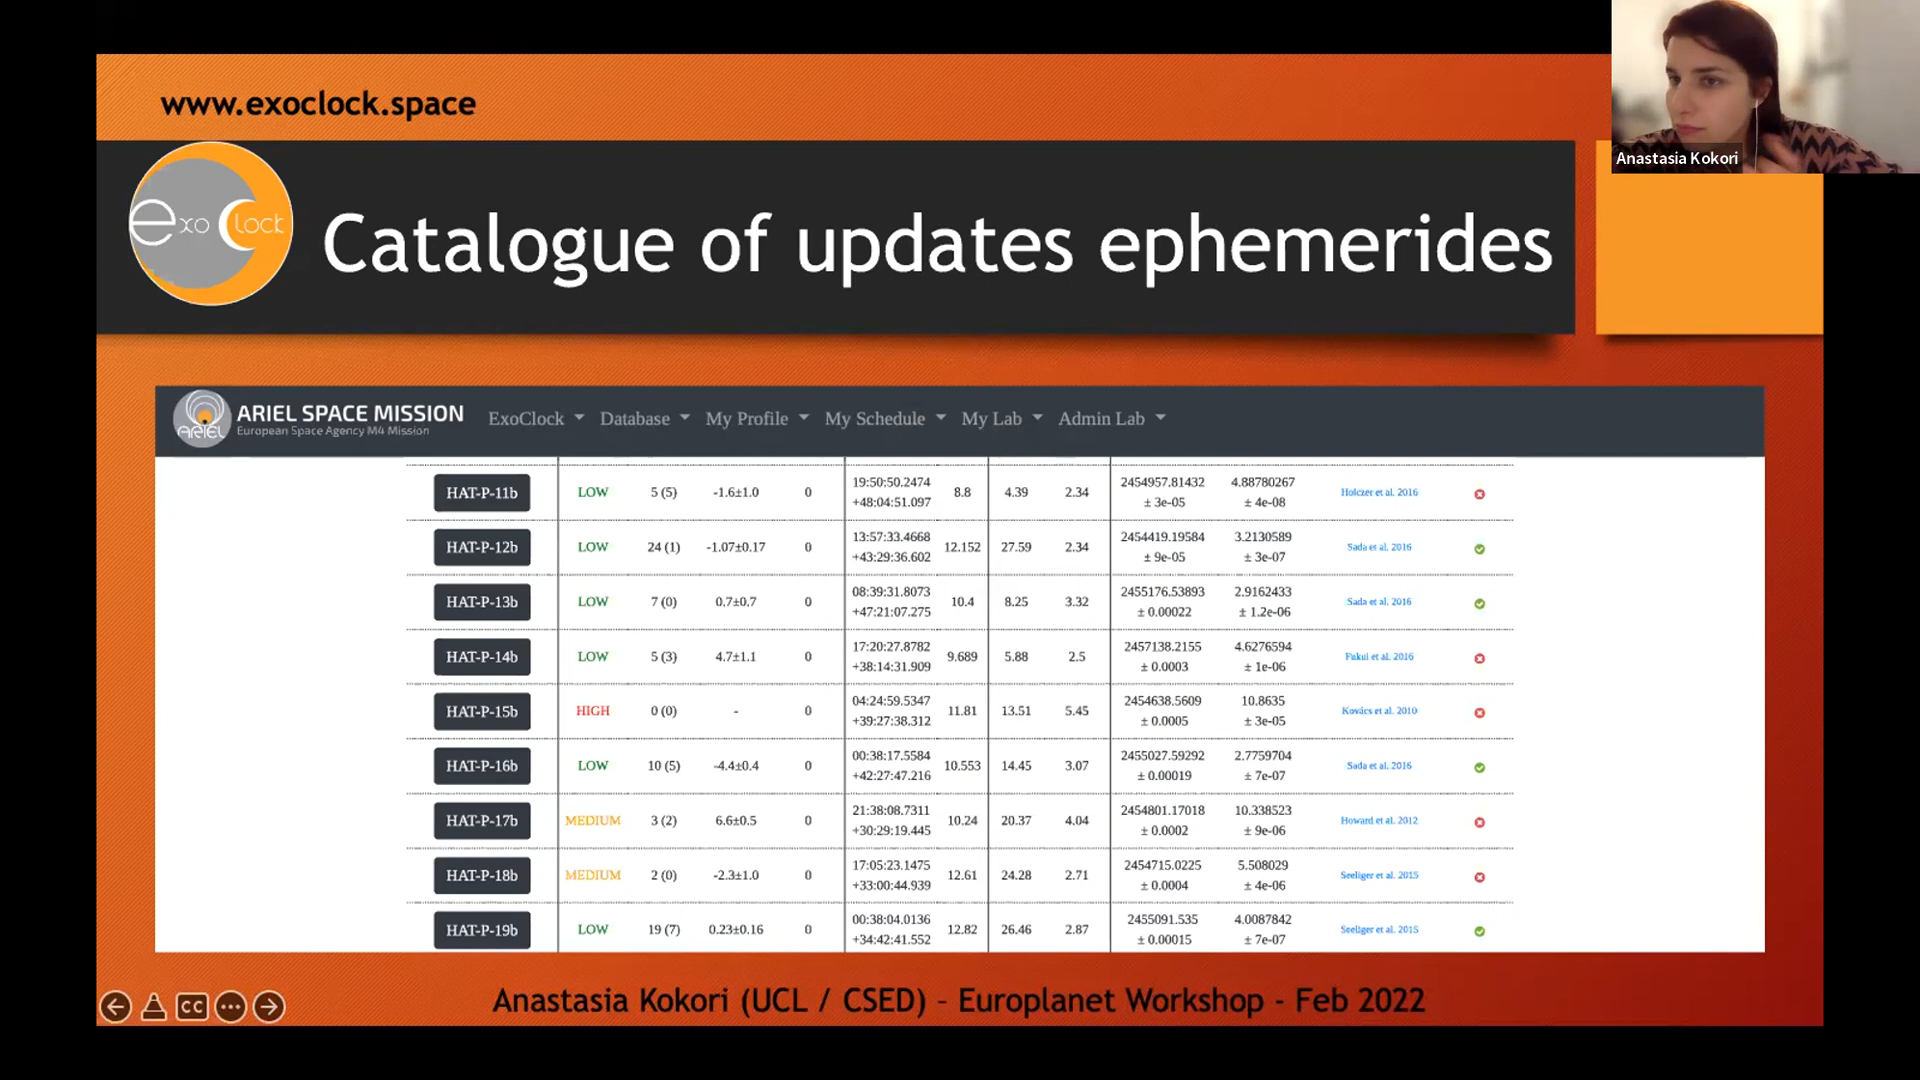 www.exoclock.space
Anastasia Kokori
exo Clock
Catalogue of updates ephemerides
ARIEL
ARIEL SPACE MISSION
European Space Agency M4 Mission
ExoClock Database My Profile My Schedule My Lab Admin Lab
HAT-P-11b LOW 5 (5) -1.6±1.0 0 19:50:50.2474 +48:04:51.097 8.8 4.39 2.34 2454957.81432 ± 3e-05 4.88780267 ± 4e-08 Holczer et al. 2016
HAT-P-12b LOW 24 (1) -1.07±0.17 0 13:57:33.4668 +43:29:36.602 12.152 27.59 2.34 2454419.19584 ± 9e-05 3.2130589 ± 3e-07 Sada et al. 2016
HAT-P-13b LOW 7 (0) 0.7±0.7 0 08:39:31.8073 +47:21:07.275 10.4 8.25 3.32 2455176.53893 ± 0.00022 2.9162433 ± 1.2e-06 Sada et al. 2016
HAT-P-14b LOW 5 (3) 4.7±1.1 0 17:20:27.8782 +38:14:31.909 9.689 5.88 2.5 2457138.2155 ± 0.0003 4.6276594 ± 1e-06 Fukui et al. 2016
HAT-P-15b HIGH 0 (0) - 0 04:24:59.5347 +39:27:38.312 11.81 13.51 5.45 2454638.5609 ± 0.0005 10.8635 ± 3e-05 Kovács et al. 2010
HAT-P-16b LOW 10 (5) -4.4±0.4 0 00:38:17.5584 +42:27:47.216 10.553 14.45 3.07 2455027.59292 ± 0.00019 2.7759704 ± 7e-07 Sada et al. 2016
HAT-P-17b MEDIUM 3 (2) 6.6±0.5 0 21:38:08.7311 +30:29:19.445 10.24 20.37 4.04 2454801.17018 ± 0.0002 10.338523 ± 9e-06 Howard et al. 2012
HAT-P-18b MEDIUM 2 (0) -2.3±1.0 0 17:05:23.1475 +33:00:44.939 12.61 24.28 2.71 2454715.0225 ± 0.0004 5.508029 ± 4e-06 Seeliger et al. 2015
HAT-P-19b LOW 19 (7) 0.23±0.16 0 00:38:04.0136 +34:42:41.552 12.82 26.46 2.87 2455091.535 ± 0.00015 4.0087842 ± 7e-07 Seeliger et al. 2015
CC
Anastasia Kokori (UCL / CSED) – Europlanet Workshop - Feb 2022